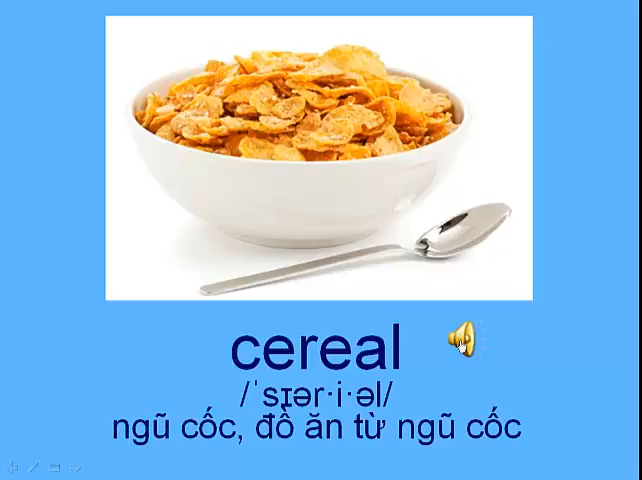 cereal
/ˈsɪər·i·əl/
ngũ cốc, đồ ăn từ ngũ cốc